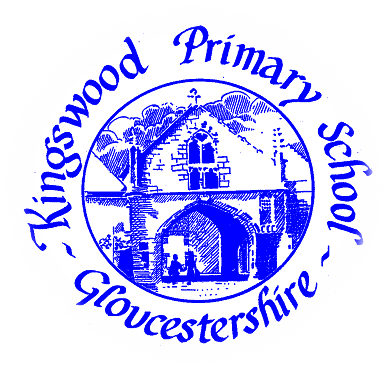 Kingswood Primary School
~ Gloucestershire ~